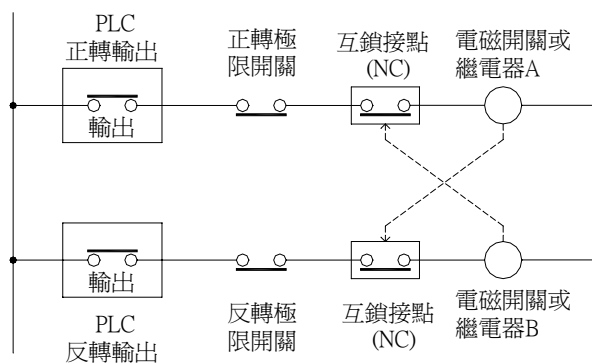 PLC
正轉輸出
輸出
正轉極
限開關
互鎖接點
(NC)
電磁開關或
繼電器A
輸出
PLC
反轉輸出
反轉極
限開關
互鎖接點
(NC)
電磁開關或
繼電器B